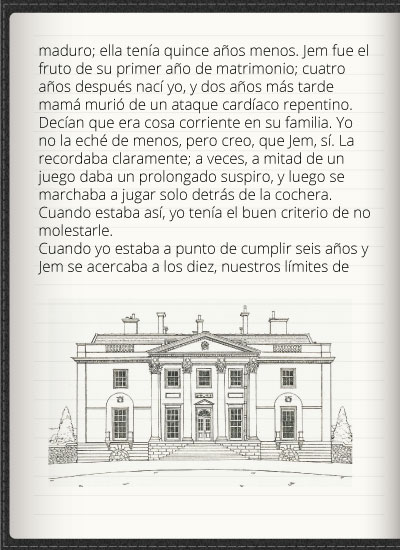 maduro; ella tenía quince años menos. Jem fue el
fruto de su primer año de matrimonio; cuatro
años después nací yo, y dos años más tarde
mamá murió de un ataque cardíaco repentino.
Decían que era cosa corriente en su familia. Yo
no la eché de menos, pero creo, que Jem, sí. La
recordaba claramente; a veces, a mitad de un
juego daba un prolongado suspiro, y luego se
marchaba a jugar solo detrás de la cochera.
Cuando estaba así, yo tenía el buen criterio de no
molestarle.
Cuando yo estaba a punto de cumplir seis años y
Jem se acercaba a los diez, nuestros límites de